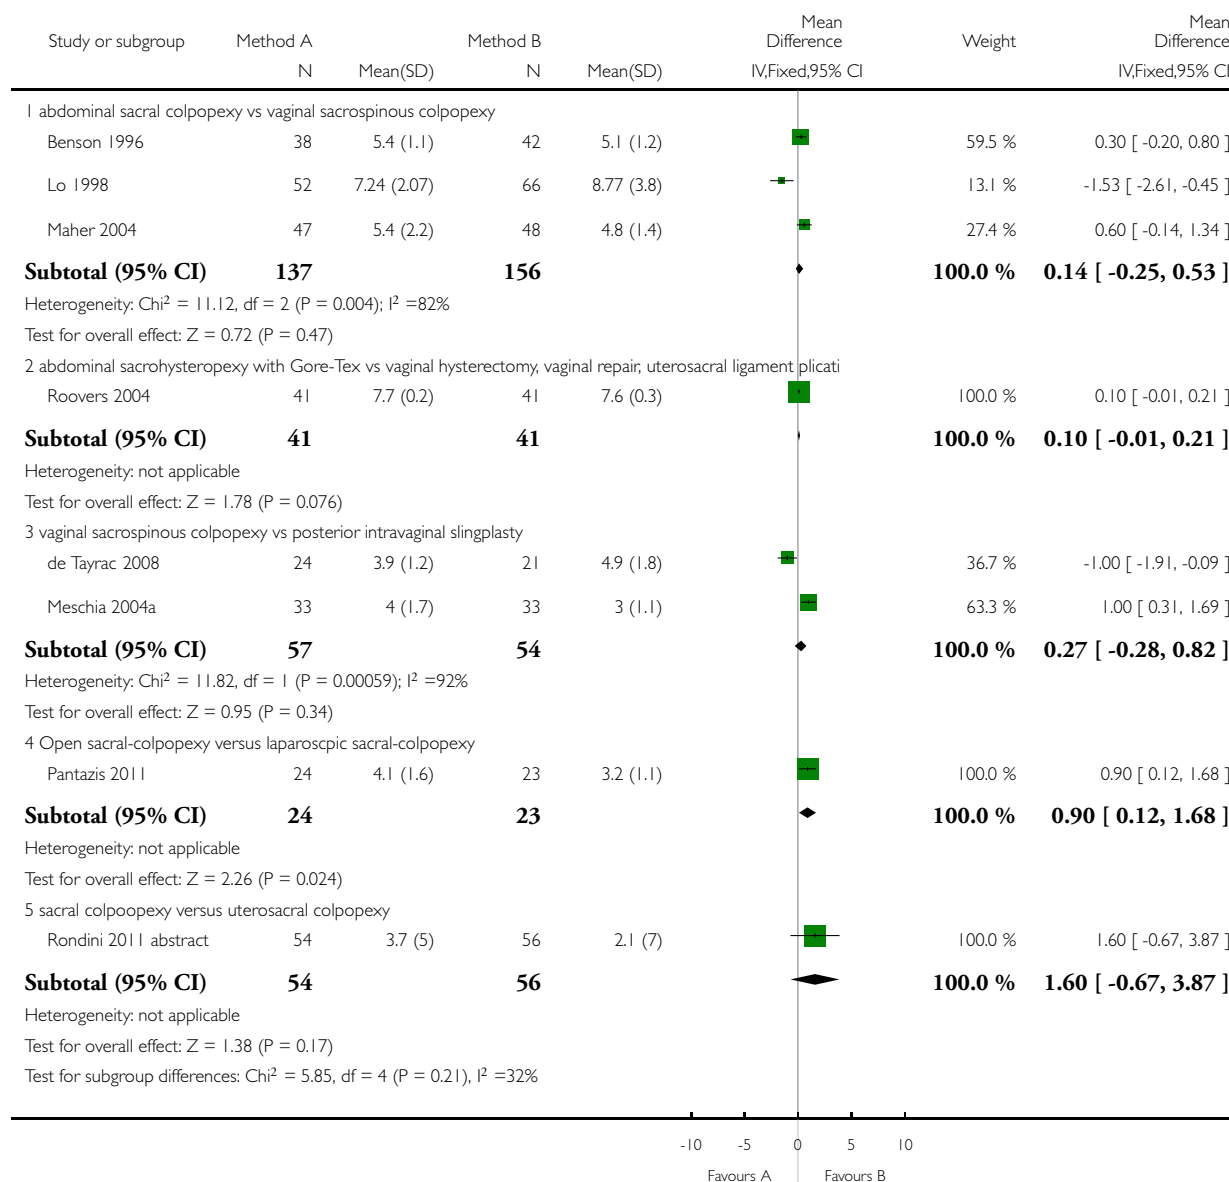 Study or subgroup Method A Method B Mean Difference Weight Mean Difference
N Mean(SD) N Mean(SD) IV,Fixed,95% CI IV,Fixed,95% CI
1 abdominal sacral colpopexy vs vaginal sacrospinous colpopexy
Benson 1996 38 5.4 (1.1) 42 5.1 (1.2) 59.5 % 0.30 [ -0.20, 0.80 ]
Lo 1998 52 7.24 (2.07) 66 8.77 (3.8) 13.1 % -1.53 [ -2.61, -0.45 ]
Maher 2004 47 5.4 (2.2) 48 4.8 (1.4) 27.4 % 0.60 [ -0.14, 1.34 ]
Subtotal (95% CI) 137 156 100.0 % 0.14 [ -0.25, 0.53 ]
Heterogeneity: Chi² = 11.12, df = 2 (P = 0.004); I² =82%
Test for overall effect: Z = 0.72 (P = 0.47)
2 abdominal sacrohysteropexy with Gore-Tex vs vaginal hysterectomy, vaginal repair, uterosacral ligament plicati
Roovers 2004 41 7.7 (0.2) 41 7.6 (0.3) 100.0 % 0.10 [ -0.01, 0.21 ]
Subtotal (95% CI) 41 41 100.0 % 0.10 [ -0.01, 0.21 ]
Heterogeneity: not applicable
Test for overall effect: Z = 1.78 (P = 0.076)
3 vaginal sacrospinous colpopexy vs posterior intravaginal slingplasty
de Tayrac 2008 24 3.9 (1.2) 21 4.9 (1.8) 36.7 % -1.00 [ -1.91, -0.09 ]
Meschia 2004a 33 4 (1.7) 33 3 (1.1) 63.3 % 1.00 [ 0.31, 1.69 ]
Subtotal (95% CI) 57 54 100.0 % 0.27 [ -0.28, 0.82 ]
Heterogeneity: Chi² = 11.82, df = 1 (P = 0.00059); I² =92%
Test for overall effect: Z = 0.95 (P = 0.34)
4 Open sacral-colpopexy versus laparoscpic sacral-colpopexy
Pantazis 2011 24 4.1 (1.6) 23 3.2 (1.1) 100.0 % 0.90 [ 0.12, 1.68 ]
Subtotal (95% CI) 24 23 100.0 % 0.90 [ 0.12, 1.68 ]
Heterogeneity: not applicable
Test for overall effect: Z = 2.26 (P = 0.024)
5 sacral colpoopexy versus uterosacral colpopexy
Rondini 2011 abstract 54 3.7 (5) 56 2.1 (7) 100.0 % 1.60 [ -0.67, 3.87 ]
Subtotal (95% CI) 54 56 100.0 % 1.60 [ -0.67, 3.87 ]
Heterogeneity: not applicable
Test for overall effect: Z = 1.38 (P = 0.17)
Test for subgroup differences: Chi² = 5.85, df = 4 (P = 0.21), I² =32%
-10 -5 0 5 10
Favours A Favours B